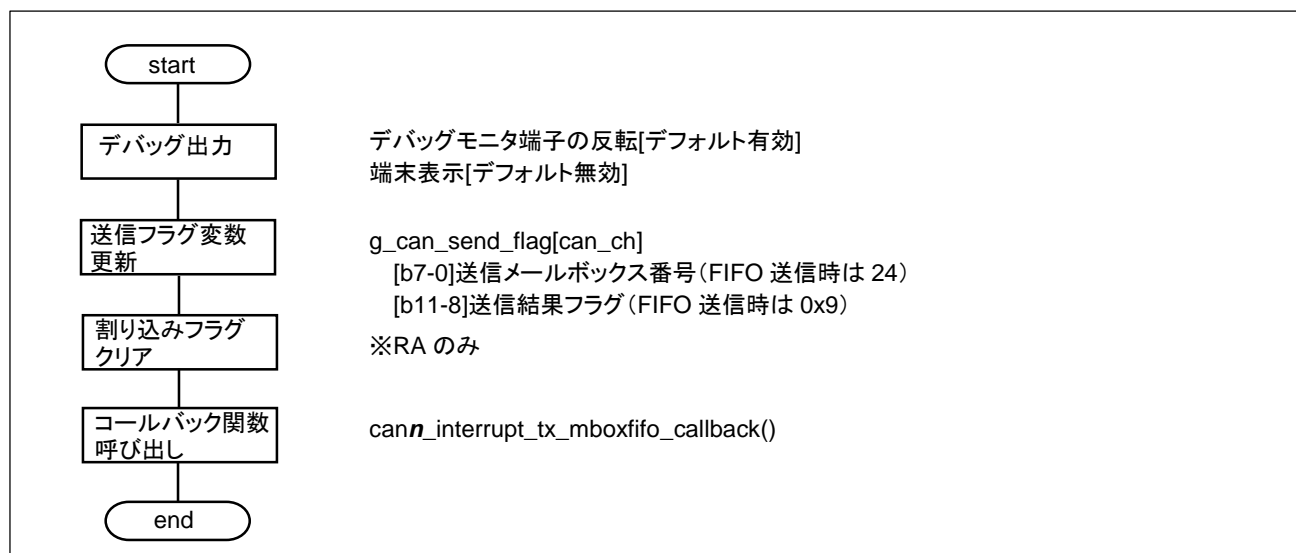 start
デバッグ出力
デバッグモニタ端子の反転[デフォルト有効]
端末表示[デフォルト無効]
送信フラグ変数
更新
g_can_send_flag[can_ch]
[b7-0]送信メールボックス番号(FIFO 送信時は 24)
[b11-8]送信結果フラグ(FIFO 送信時は 0x9)
割り込みフラグ
クリア
※RA のみ
コールバック関数
呼び出し
cann_interrupt_tx_mboxfifo_callback()
end